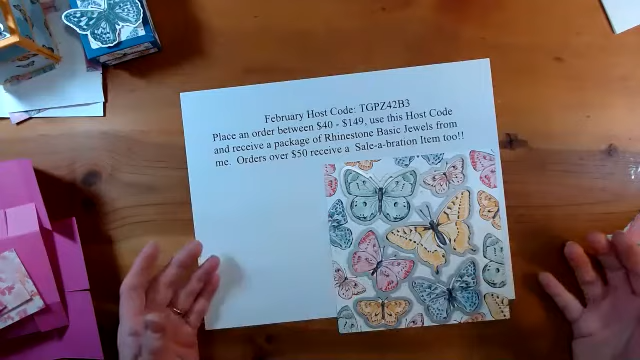 February Host Code: TGPZ42B3
Place an order between $40 - $149, use this Host Code
and receive a package of Rhinestone Basic Jewels from
me. Orders over $50 receive a Sale-a-bration Item too!!